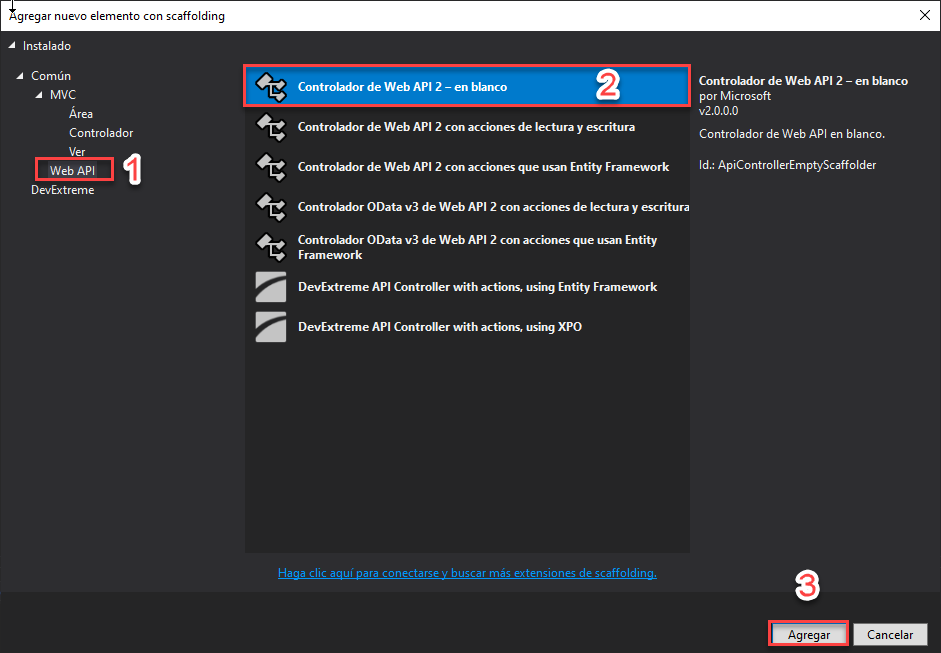 Agregar nuevo elemento con scaffolding
Instalado
Común
MVC
Área
Controlador
Ver
Web API
1
DevExtreme
Controlador de Web API 2 – en blanco
2
Controlador de Web API 2 con acciones de lectura y escritura
Controlador de Web API 2 con acciones que usan Entity Framework
Controlador OData v3 de Web API 2 con acciones de lectura y escritura
Controlador OData v3 de Web API 2 con acciones que usan Entity
Framework
DevExtreme API Controller with actions, using Entity Framework
DevExtreme API Controller with actions, using XPO
Controlador de Web API 2 – en blanco
por Microsoft
v2.0.0.0
Controlador de Web API en blanco.
Id.: ApiControllerEmptyScaffolder
Haga clic aquí para conectarse y buscar más extensiones de scaffolding.
3
Agregar
Cancelar